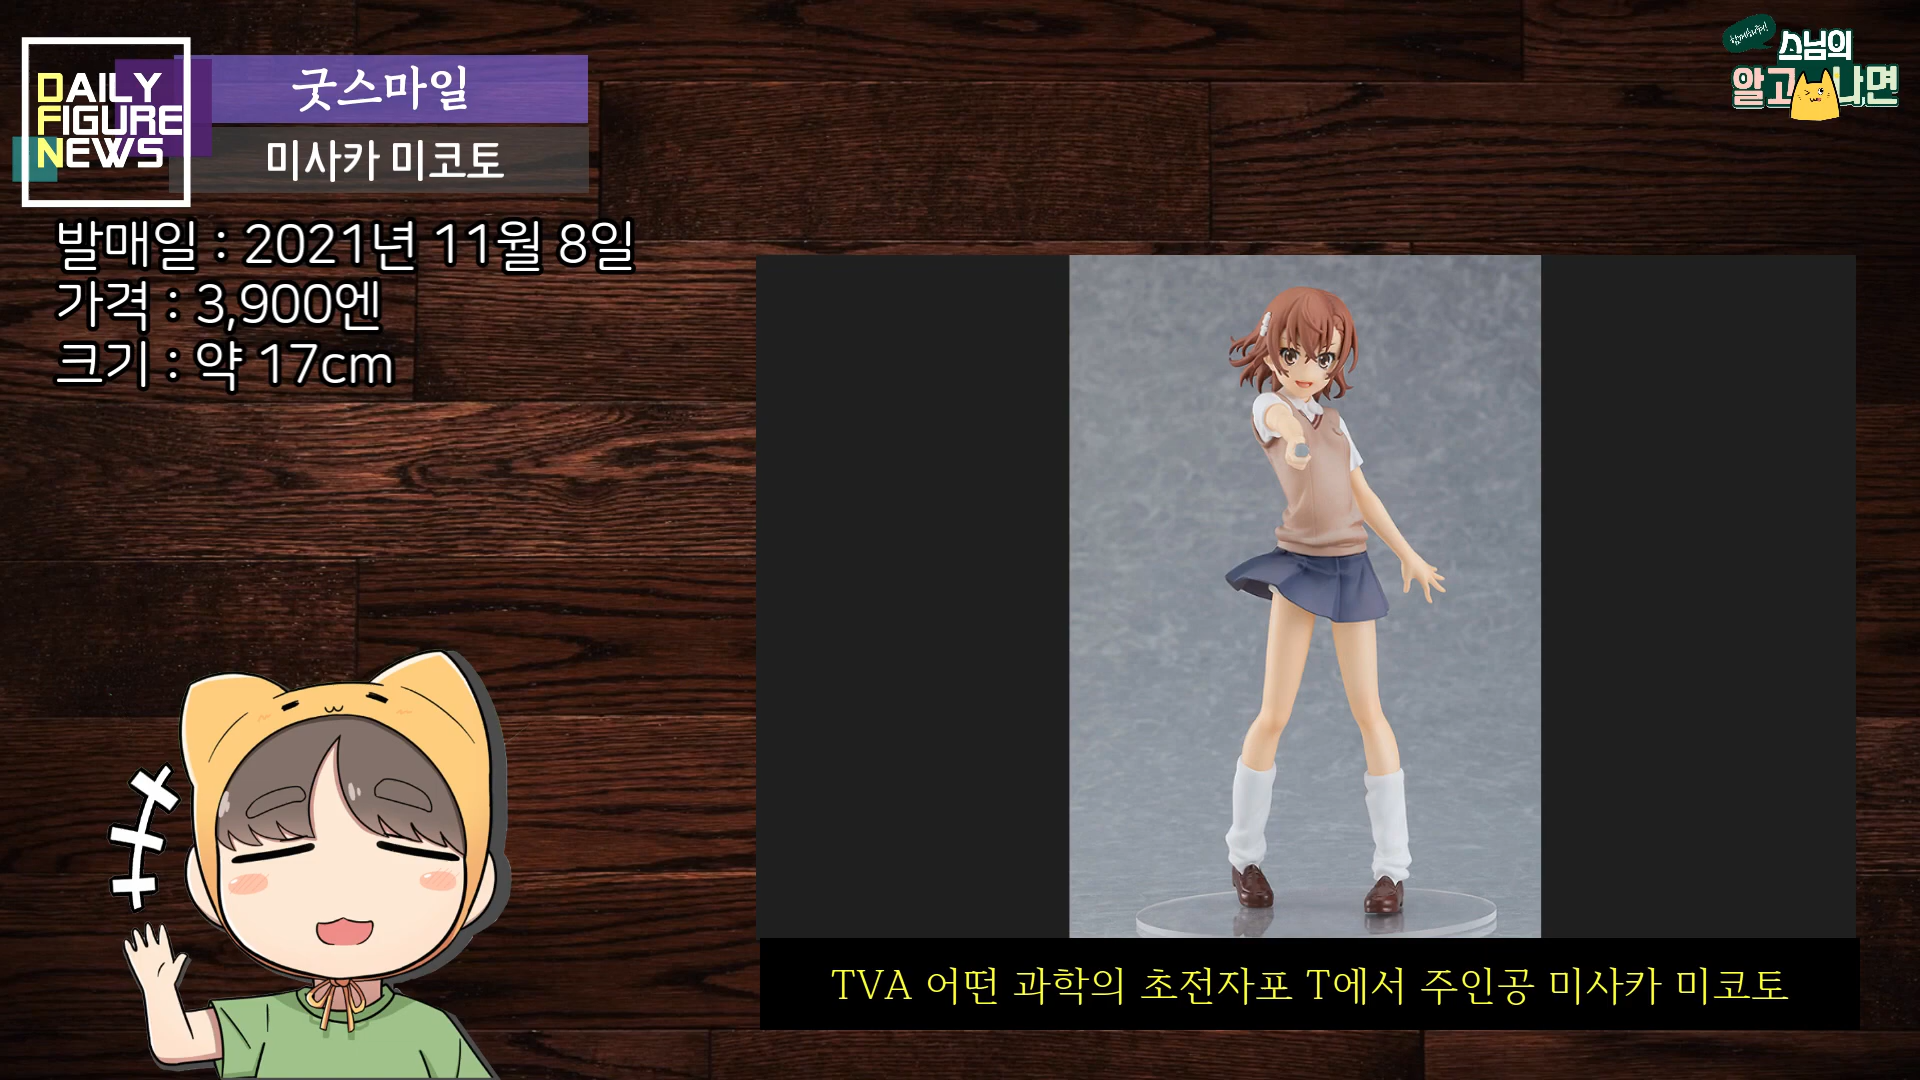 DAILY
FIGURE
NEWS
굿스마일
미사카 미코토
발매일 : 2021년 11월 8일
가격 : 3,900엔
크기 : 약 17cm
스님의
알고
나면
TVA 어떤 과학의 초전자포 T에서 주인공 미사카 미코토